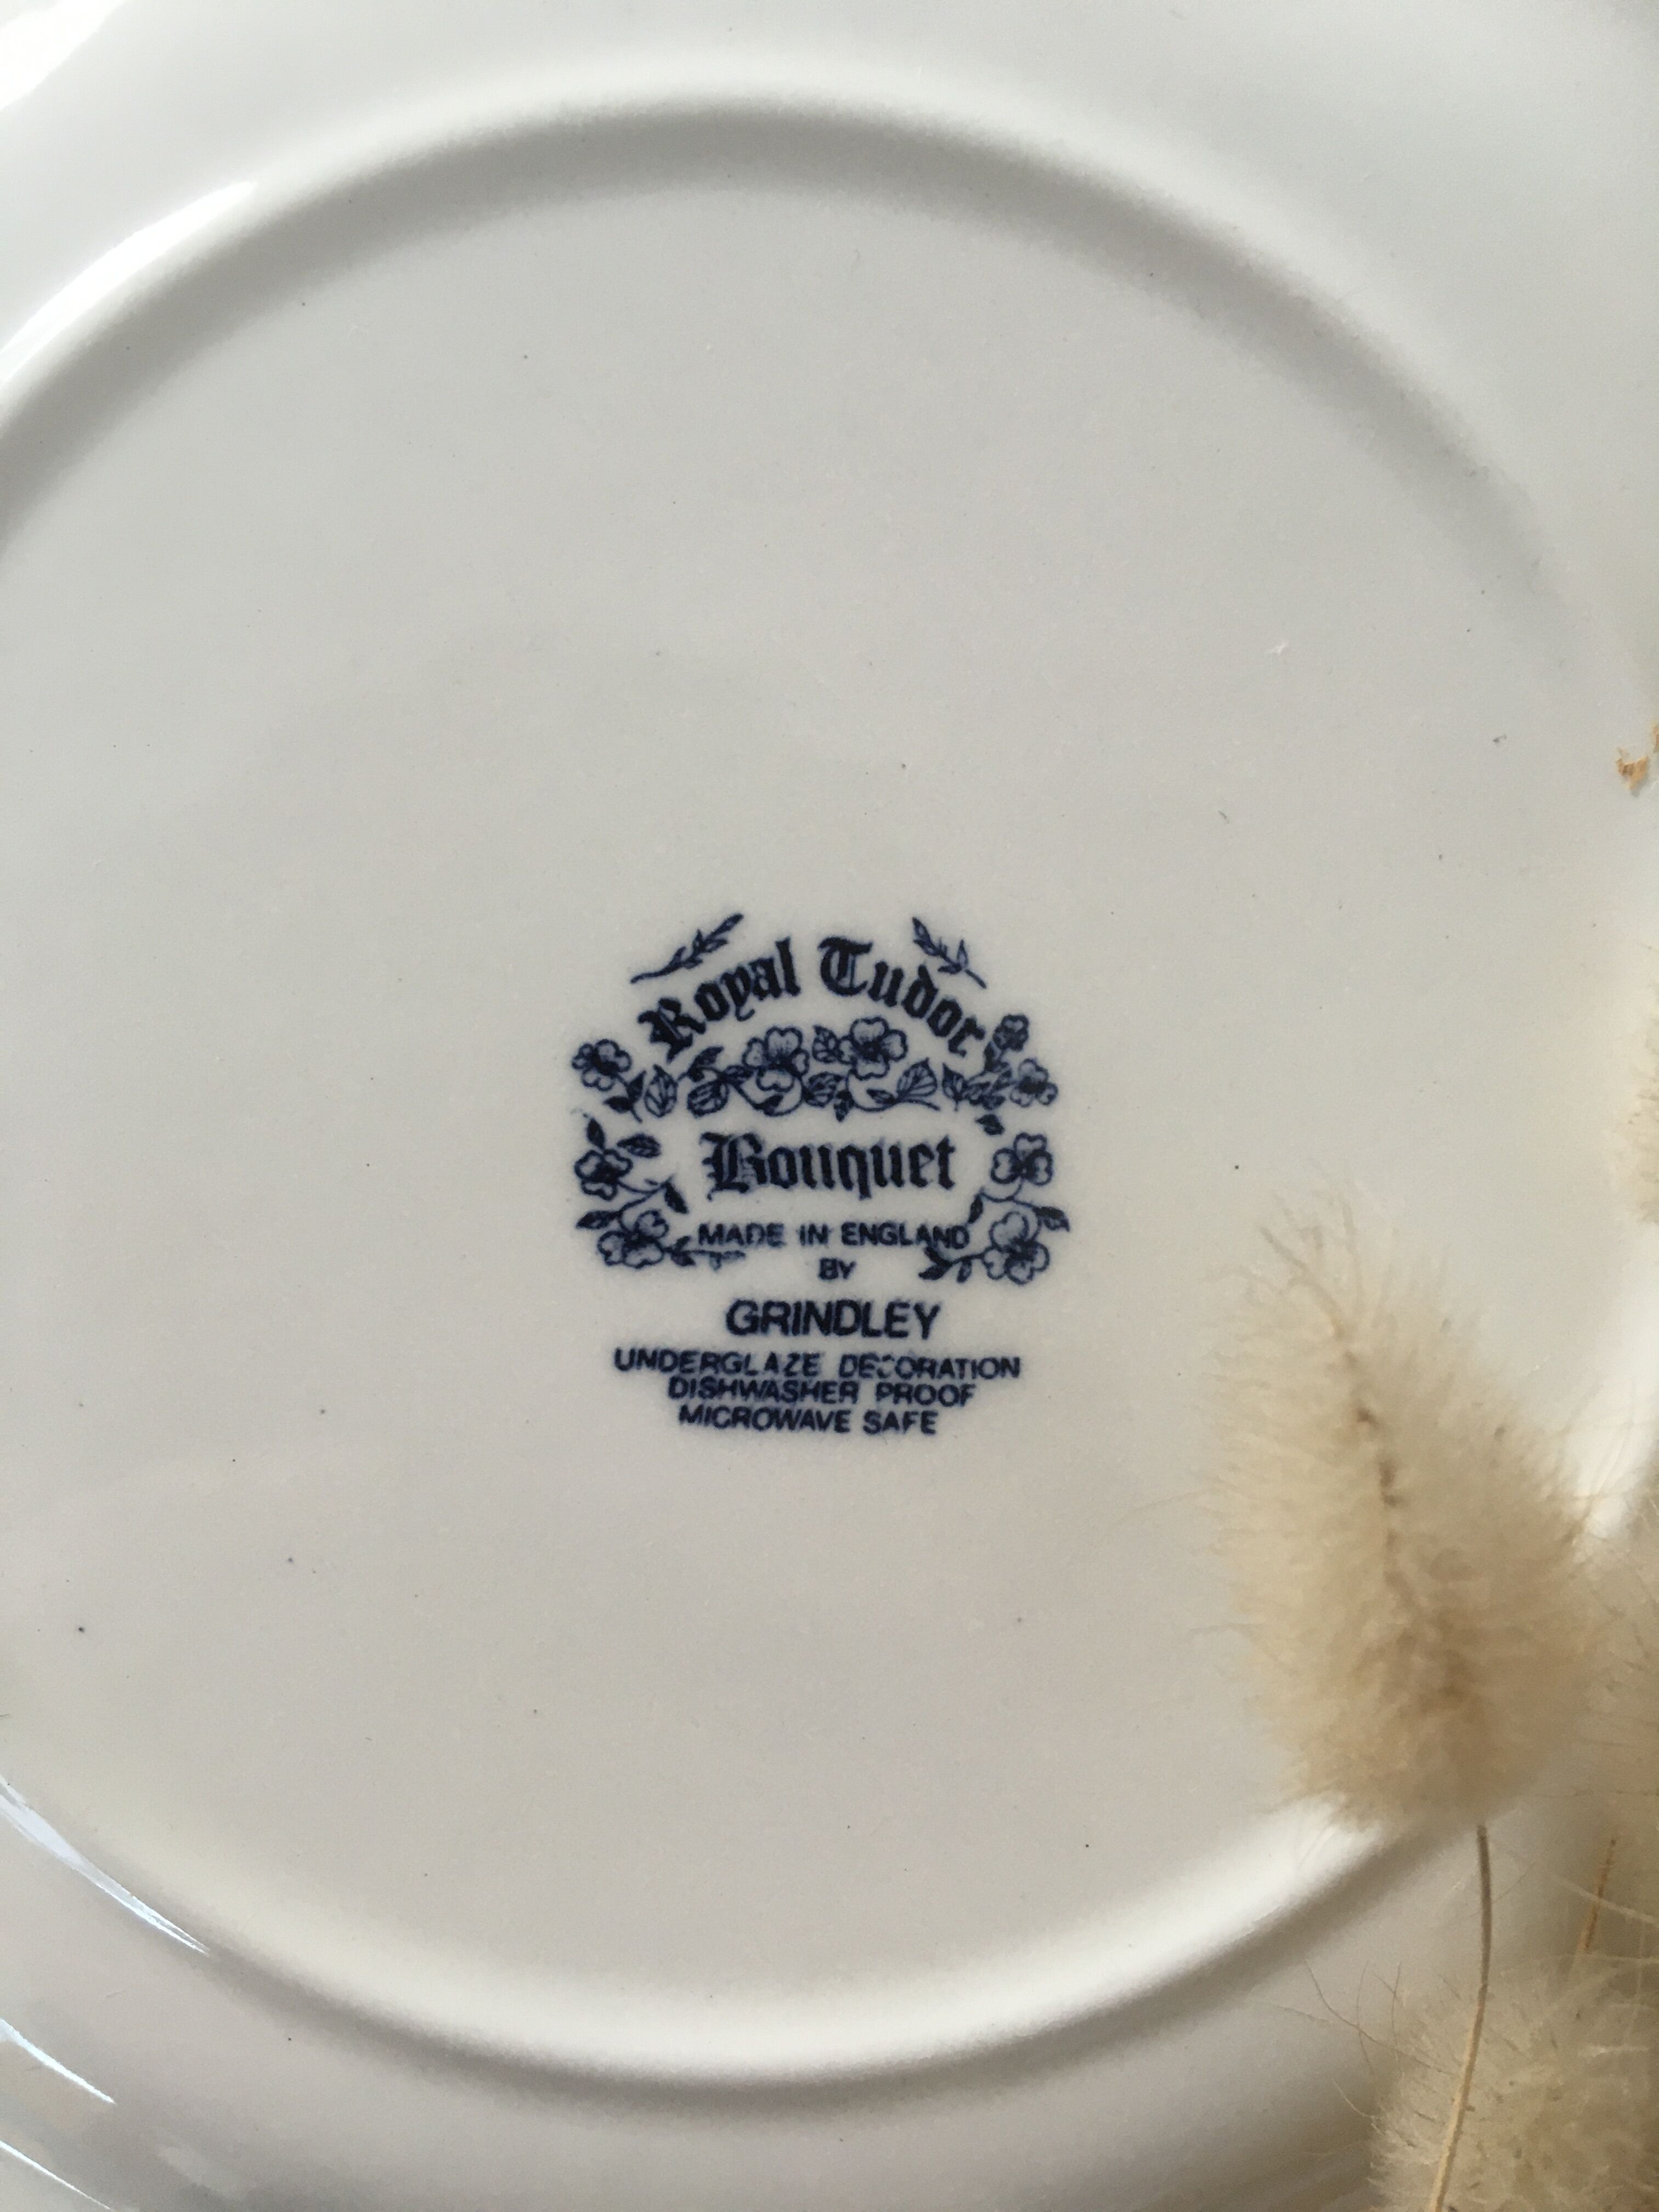 Royal Tudor
Bouquet
MADE IN ENGLAND
BY
GRINDLEY
UNDERGLAZE DECORATION
DISHWASHER PROOF
MICROWAVE SAFE